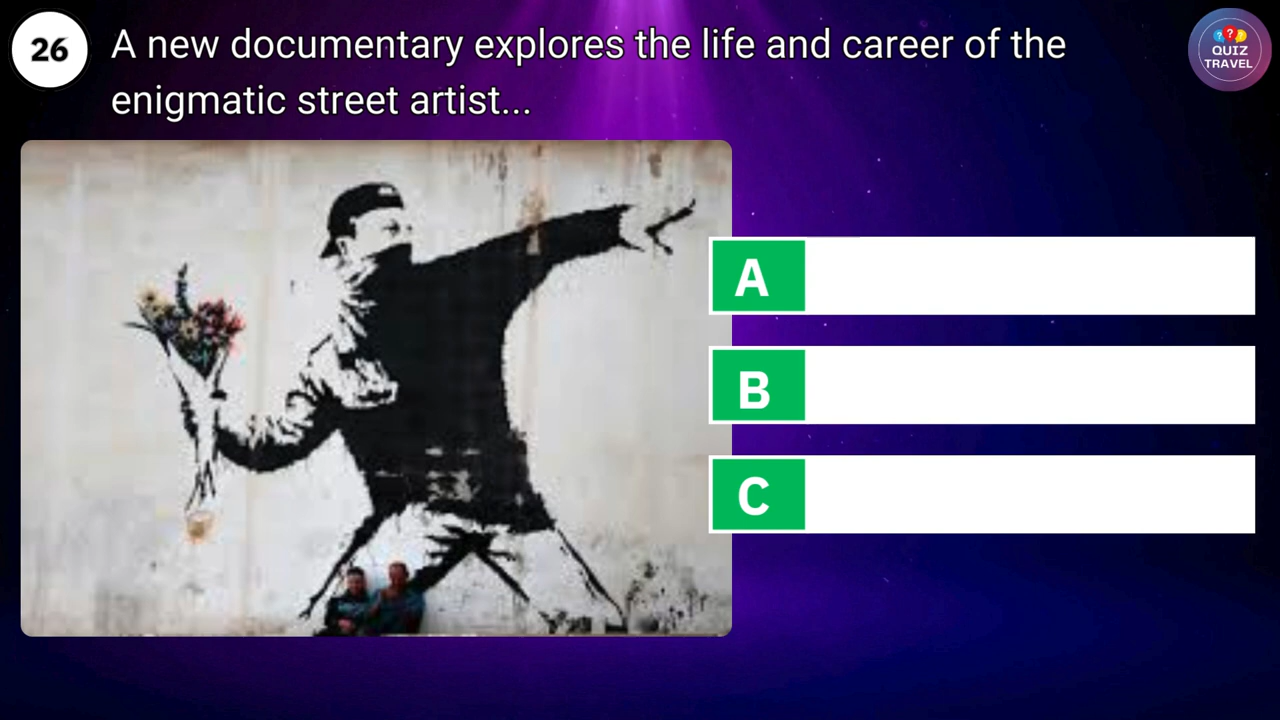 26
A new documentary explores the life and career of the
enigmatic street artist...
? ? ?
QUIZ
TRAVEL
A
B
C